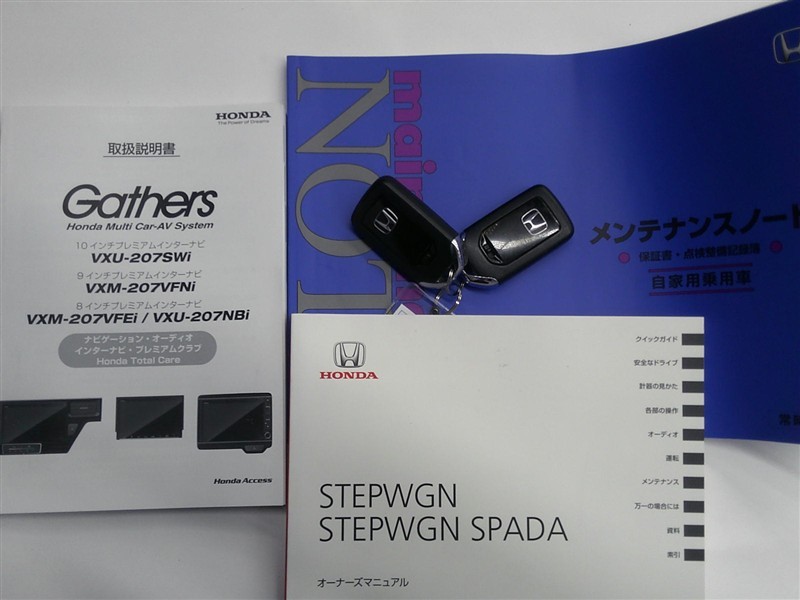 HONDA
The Power of Dreams
取扱説明書
Gathers
Honda Multi Car-AV System
10インチプレミアムインターナビ
VXU-207SWi
9インチプレミアムインターナビ
VXM-207VFNi
8インチプレミアムインターナビ
VXM-207VFEi / VXU-207NBi
ナビゲーション・オーディオ
インターナビ・プレミアムクラブ
Honda Total Care
Honda Access
メンテナンスノート
保証書・点検整備記録簿
自家用乗用車
HONDA
クイックガイド
安全なドライブ
計器の見かた
各部の操作
オーディオ
運転
メンテナンス
万一の場合には
資料
索引
STEPWGN
STEPWGN SPADA
オーナーズマニュアル